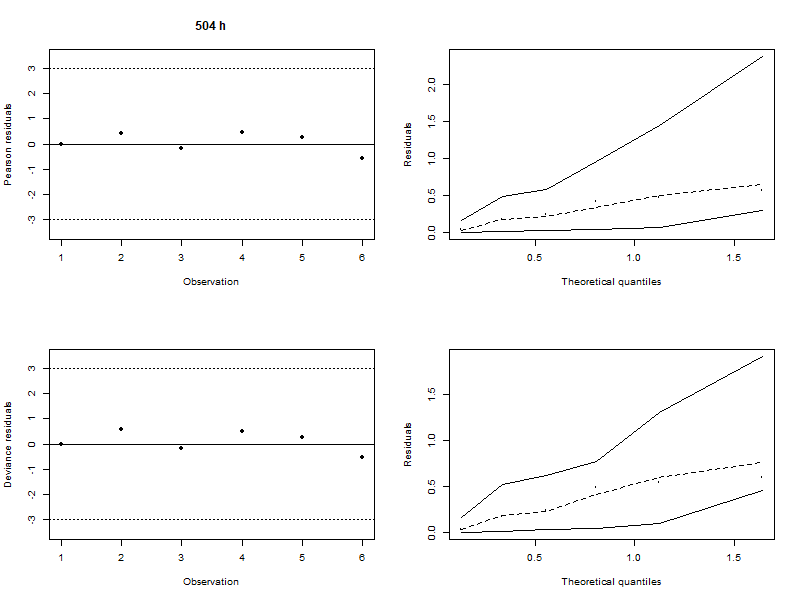 504 h
Pearson residuals
3
2
1
0
-1
-2
-3
1 2 3 4 5 6
Observation
Residuals
2.0
1.5
1.0
0.5
0.0
0.5 1.0 1.5
Theoretical quantiles
Deviance residuals
3
2
1
0
-1
-2
-3
1 2 3 4 5 6
Observation
Residuals
1.5
1.0
0.5
0.0
0.5 1.0 1.5
Theoretical quantiles